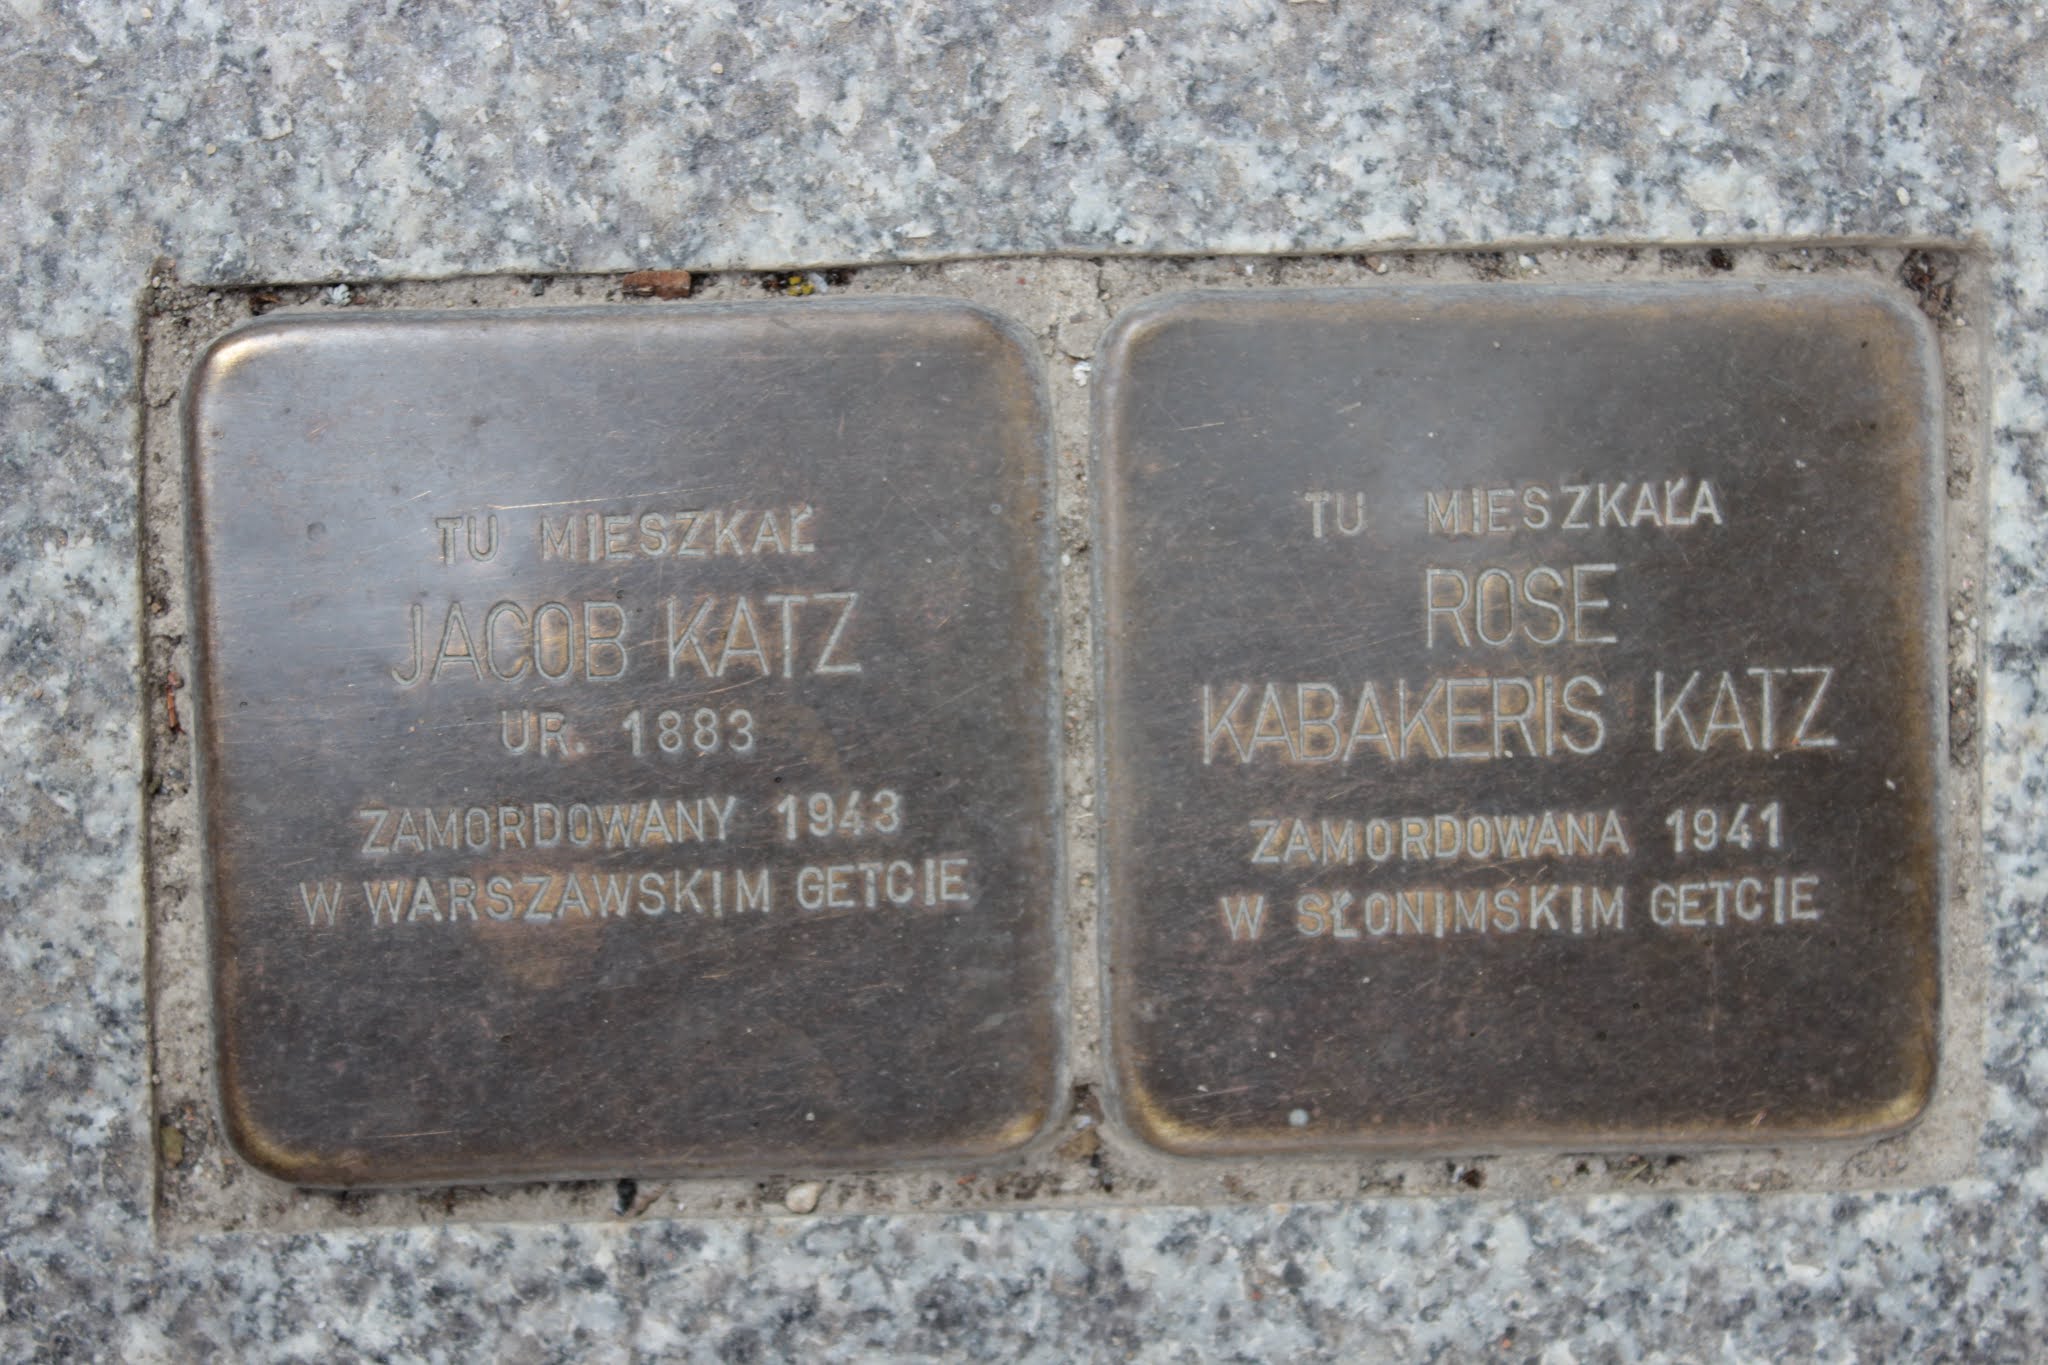 TU MIESZKAŁ
JACOB KATZ
UR. 1883
ZAMORDOWANY 1943
W WARSZAWSKIM GETCIE
TU MIESZKAŁA
ROSE
KABAKERIS KATZ
ZAMORDOWANA 1941
W SŁONIMSKIM GETCIE